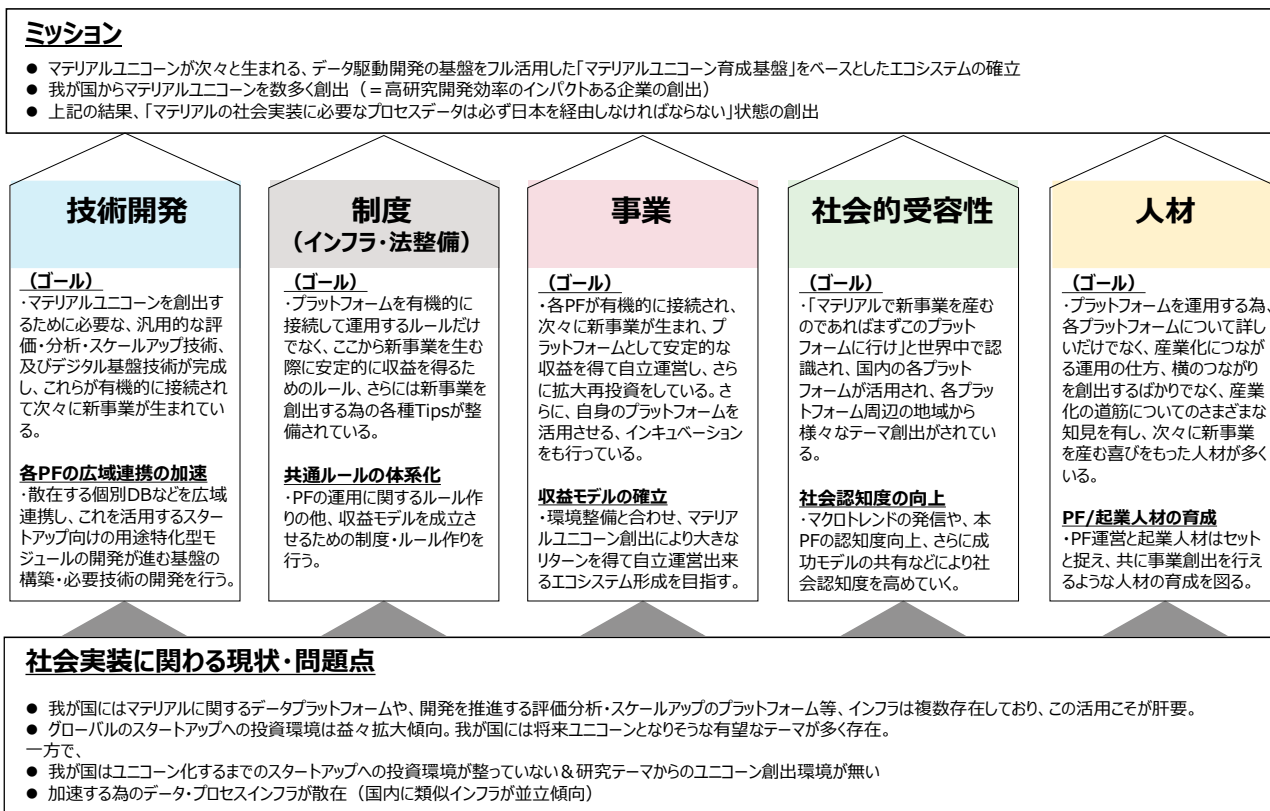 ミッション
● マテリアルユニコーンが次々と生まれる、データ駆動開発の基盤をフル活用した「マテリアルユニコーン育成基盤」をベースとしたエコシステムの確立
● 我が国からマテリアルユニコーンを数多く創出（＝高研究開発効率のインパクトある企業の創出）
● 上記の結果、「マテリアルの社会実装に必要なプロセスデータは必ず日本を経由しなければならない」状態の創出
技術開発
（ゴール）
・マテリアルユニコーンを創出す
るために必要な、汎用的な評
価・分析・スケールアップ技術、
及びデジタル基盤技術が完成
し、これらが有機的に接続され
て次々に新事業が生まれてい
る。
各PFの広域連携の加速
・散在する個別DBなどを広域
連携し、これを活用するスター
トアップ向けの用途特化型モ
ジュールの開発が進む基盤の
構築・必要技術の開発を行う。
制度
（インフラ・法整備）
（ゴール）
・プラットフォームを有機的に
接続して運用するルールだけ
でなく、ここから新事業を生む
際に安定的に収益を得るた
めのルール、さらには新事業を
創出する為の各種Tipsが整
備されている。
共通ルールの体系化
・PFの運用に関するルール作
りの他、収益モデルを成立さ
せるための制度・ルール作りを
行う。
事業
（ゴール）
・各PFが有機的に接続され、
次々に新事業が生まれ、プ
ラットフォームとして安定的な
収益を得て自立運営し、さら
に拡大再投資をしている。さ
らに、自身のプラットフォームを
活用させる、インキュベーション
をも行っている。
収益モデルの確立
・環境整備と合わせ、マテリア
ルユニコーン創出により大きな
リターンを得て自立運営出来
るエコシステム形成を目指す。
社会的受容性
（ゴール）
・「マテリアルで新事業を産む
のであればまずこのプラット
フォームに行け」と世界中で認
識され、国内の各プラット
フォームが活用され、各プラッ
トフォーム周辺の地域から
様々なテーマ創出がされてい
る。
社会認知度の向上
・マクロトレンドの発信や、本
PFの認知度向上、さらに成
功モデルの共有などにより社
会認知度を高めていく。
人材
（ゴール）
・プラットフォームを運用する為、
各プラットフォームについて詳し
いだけでなく、産業化につなが
る運用の仕方、横のつながり
を創出するばかりでなく、産業
化の道筋についてのさまざまな
知見を有し、次々に新事業
を産む喜びをもった人材が多く
いる。
PF/起業人材の育成
・PF運営と起業人材はセット
と捉え、共に事業創出を行え
るような人材の育成を図る。
社会実装に関わる現状・問題点
● 我が国にはマテリアルに関するデータプラットフォームや、開発を推進する評価分析・スケールアップのプラットフォーム等、インフラは複数存在しており、この活用こそが肝要。
● グローバルのスタートアップへの投資環境は益々拡大傾向。我が国には将来ユニコーンとなりそうな有望なテーマが多く存在。
一方で、
● 我が国はユニコーン化するまでのスタートアップへの投資環境が整っていない＆研究テーマからのユニコーン創出環境が無い
● 加速する為のデータ・プロセスインフラが散在（国内に類似インフラが並立傾向）